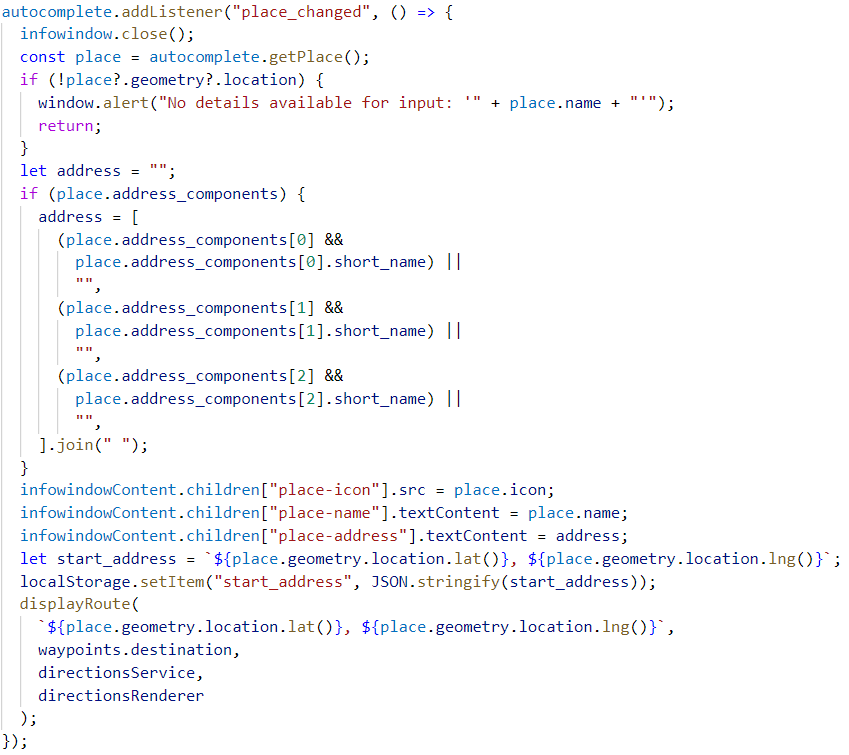 autocomplete.addListener("place_changed", () => {
  infowindow.close();
  const place = autocomplete.getPlace();
  if (!place?.geometry?.location) {
    window.alert("No details available for input: '" + place.name + "'");
    return;
  }
  let address = "";
  if (place.address_components) {
    address = [
      (place.address_components[0] &&
        place.address_components[0].short_name) ||
        "",
      (place.address_components[1] &&
        place.address_components[1].short_name) ||
        "",
      (place.address_components[2] &&
        place.address_components[2].short_name) ||
        "",
    ].join(" ");
  }
  infowindowContent.children["place-icon"].src = place.icon;
  infowindowContent.children["place-name"].textContent = place.name;
  infowindowContent.children["place-address"].textContent = address;
  let start_address = `${place.geometry.location.lat()}, ${place.geometry.location.lng()}`;
  localStorage.setItem("start_address", JSON.stringify(start_address));
  displayRoute(
    `${place.geometry.location.lat()}, ${place.geometry.location.lng()}`,
    waypoints.destination,
    directionsService,
    directionsRenderer
  );
});